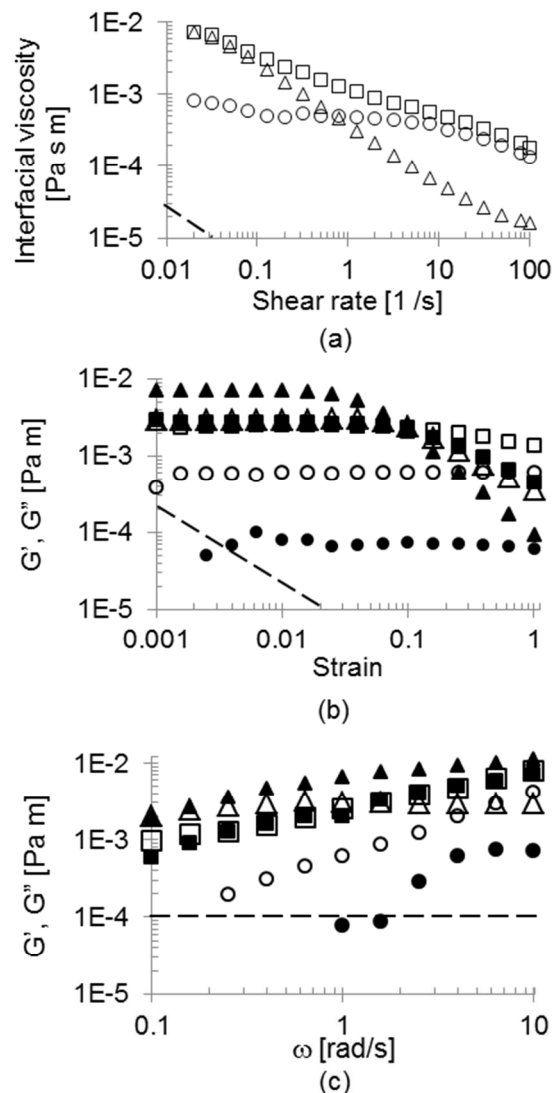 Interfacial viscosity
[Pa s m]
1E-2
1E-3
1E-4
1E-5
0.01 0.1 1 10 100
Shear rate [1 /s]
(a)
G', G" [Pa m]
1E-2
1E-3
1E-4
1E-5
0.001 0.01 0.1 1
Strain
(b)
G', G" [Pa m]
1E-2
1E-3
1E-4
1E-5
0.1 1 10
ω [rad/s]
(c)